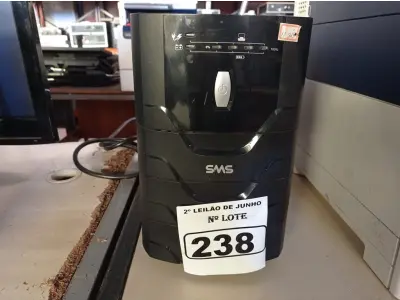 SMS
2º LEILÃO DE JUNHO
Nº LOTE
238